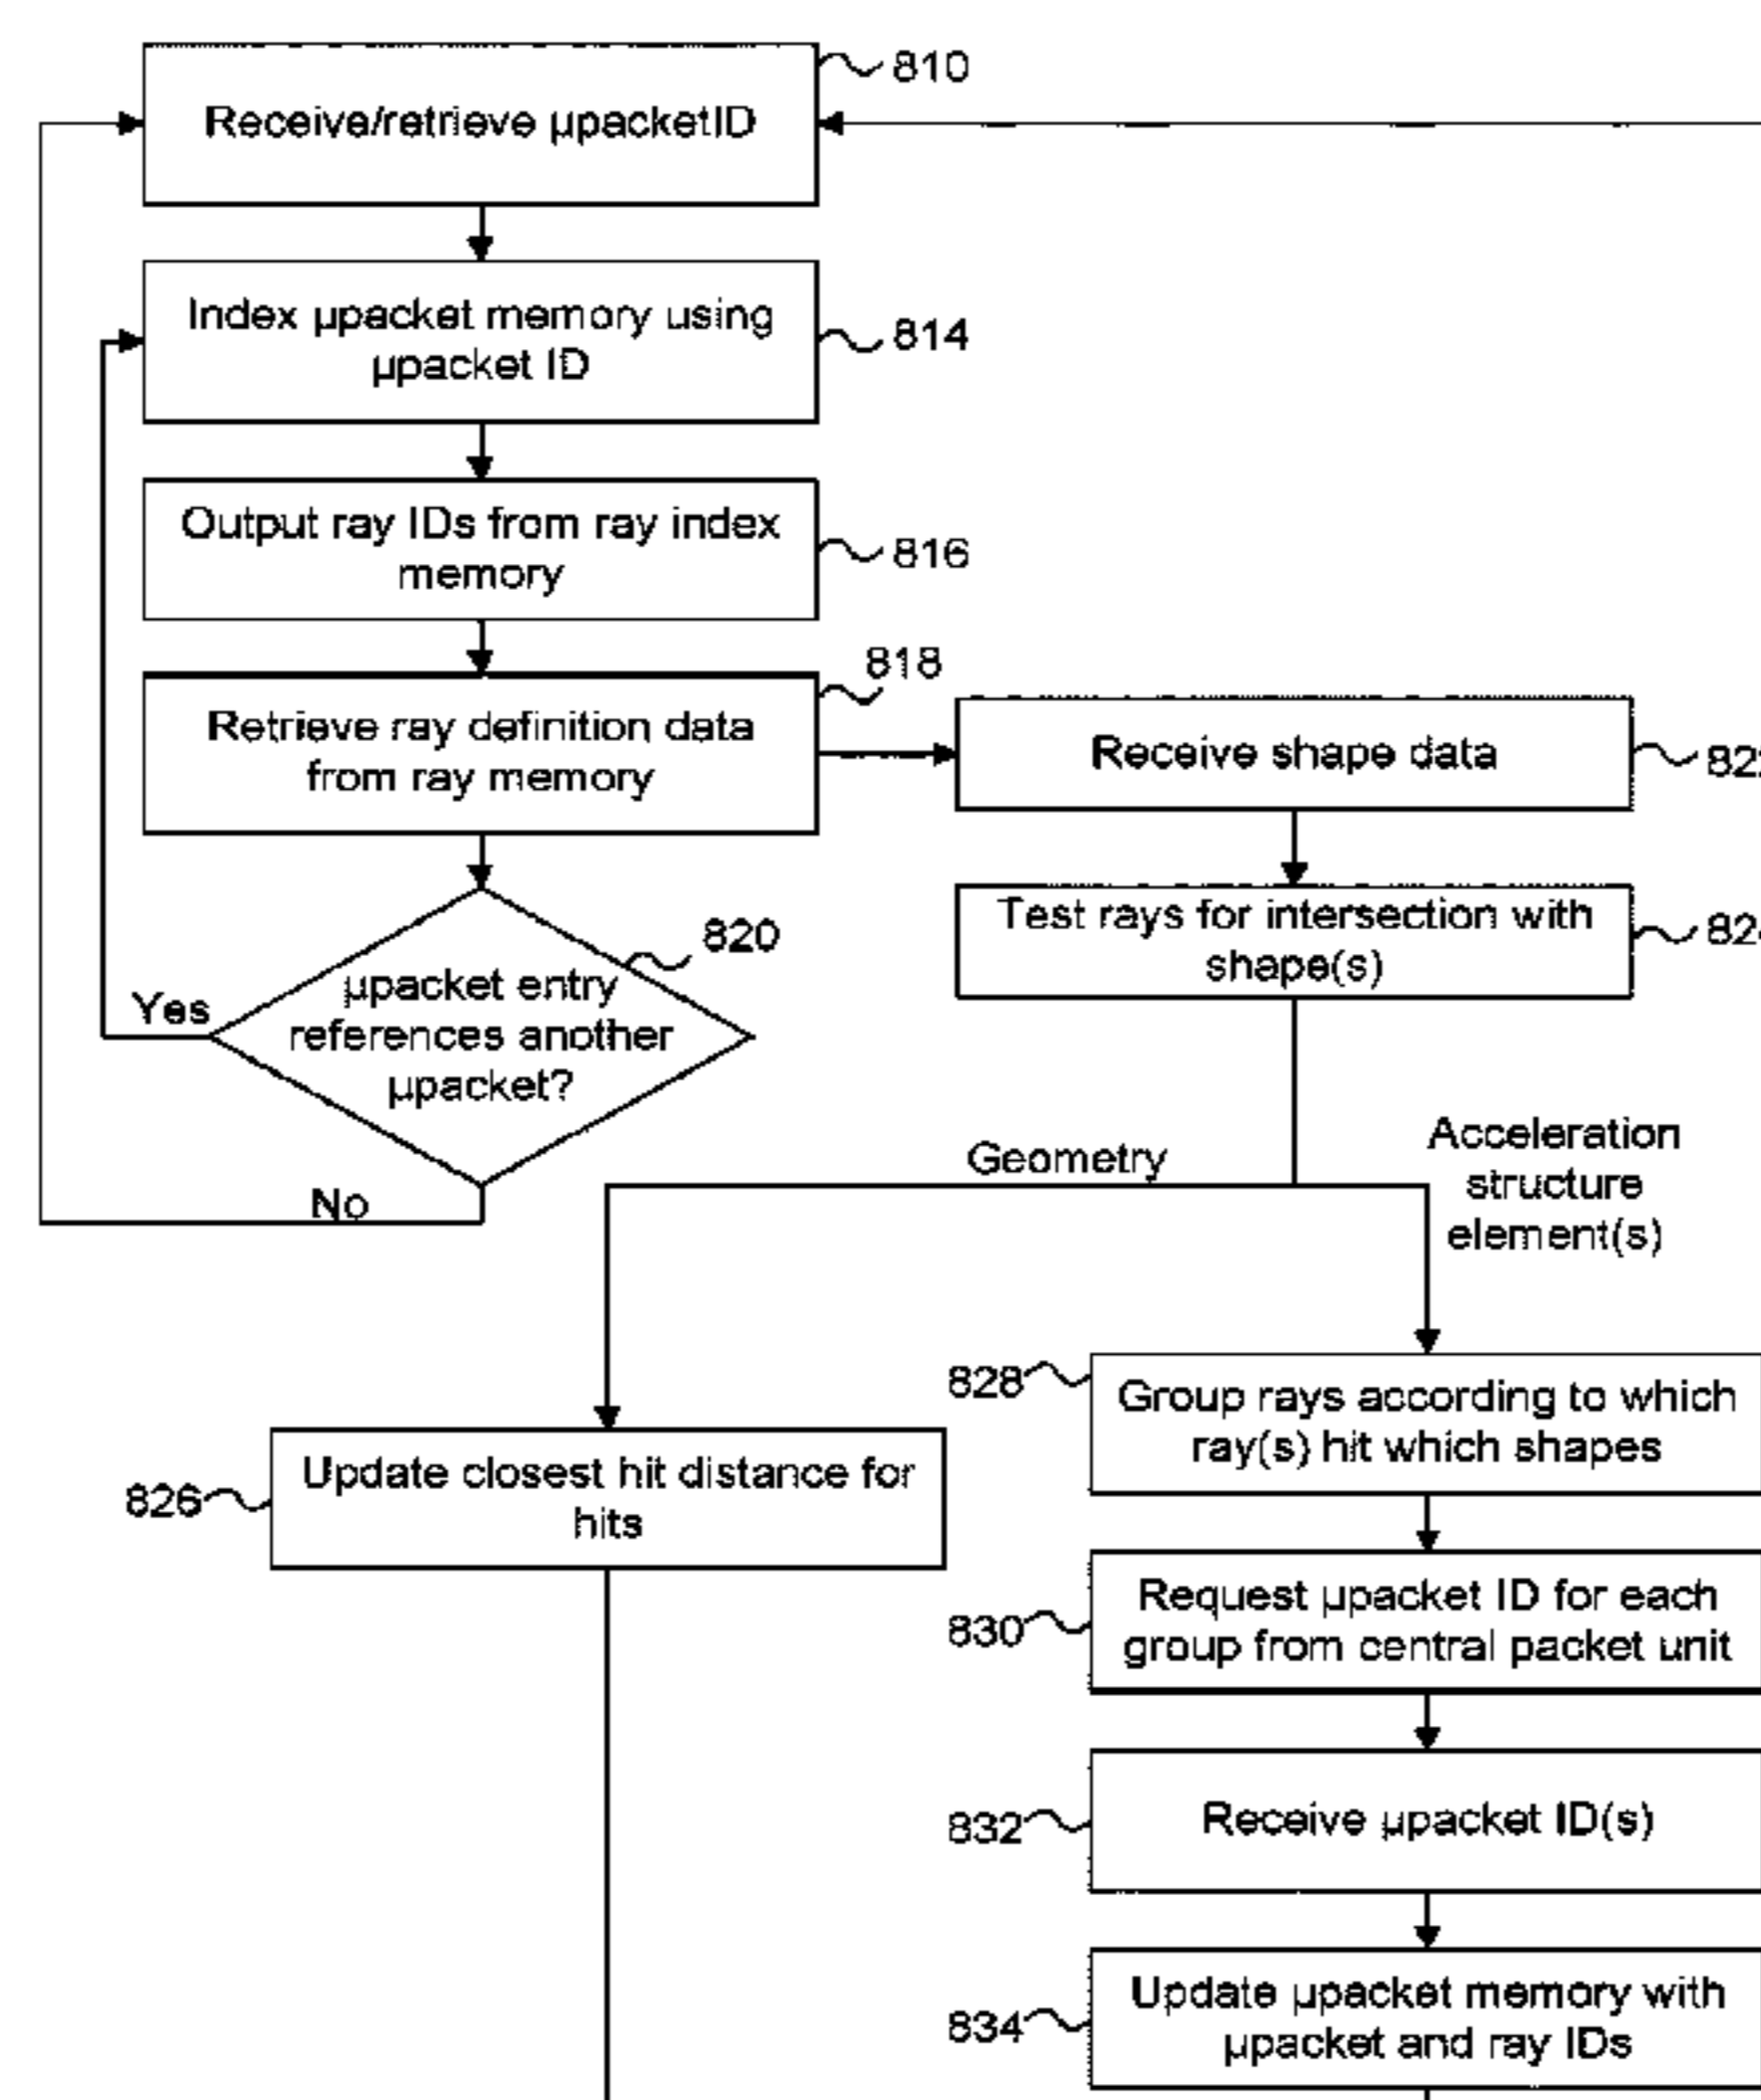 810
Receive/retrieve µpacketID
Index µpacket memory using
µpacket ID
814
Output ray IDs from ray index
memory
816
818
Retrieve ray definition data
from ray memory
Receive shape data
820
µpacket entry
references another
µpacket?
Yes
No
Test rays for intersection with
shape(s)
Geometry
Acceleration
structure
element(s)
828
Group rays according to which
ray(s) hit which shapes
826
Update closest hit distance for
hits
830
Request µpacket ID for each
group from central packet unit
832
Receive µpacket ID(s)
834
Update µpacket memory with
µpacket and ray IDs